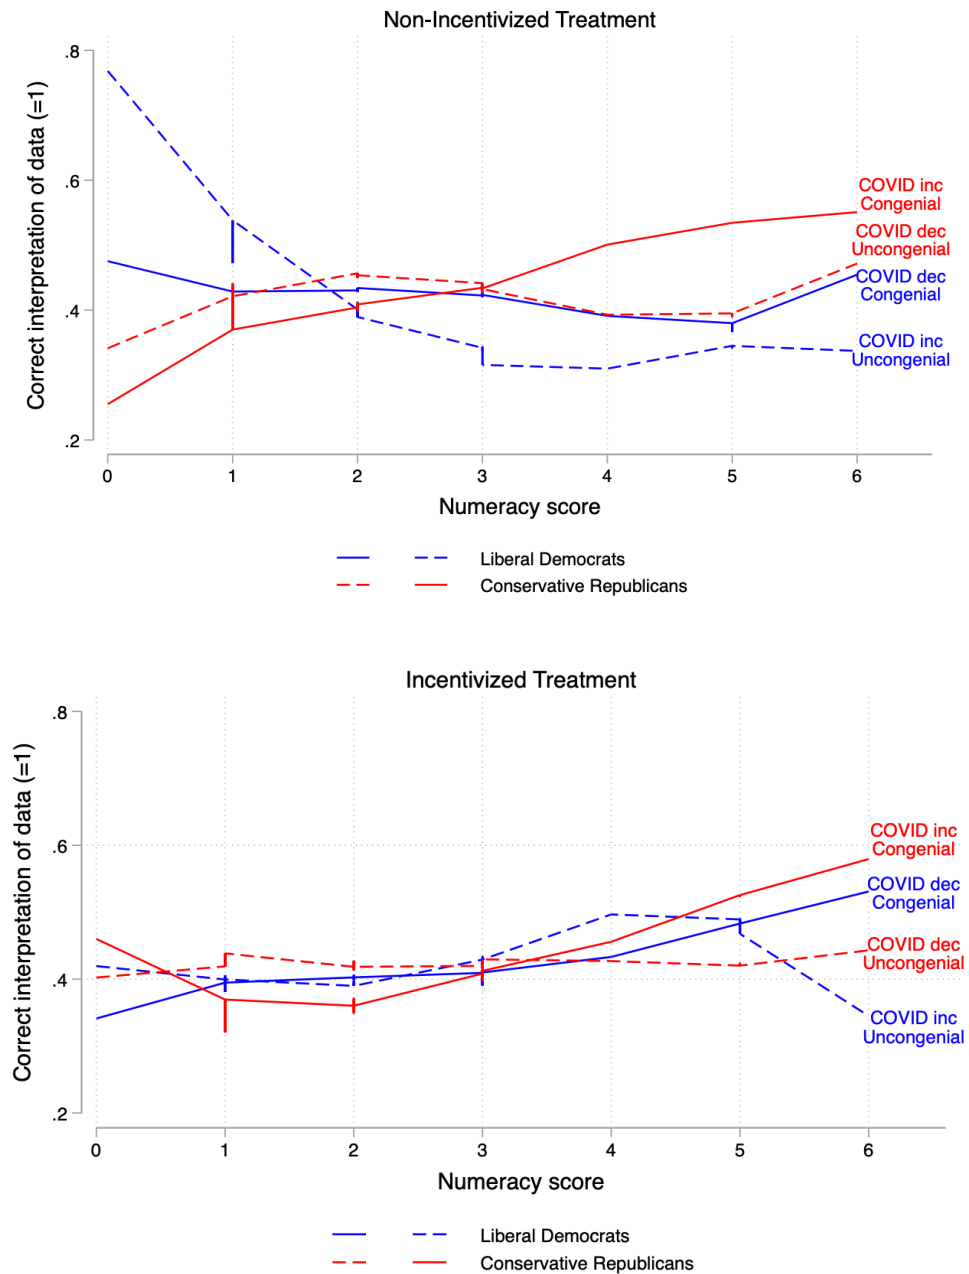 Non-Incentivized Treatment
Correct interpretation of data (=1)
.8
.6
.4
.2
COVID inc
Congenial
COVID dec
Uncongenial
COVID dec
Congenial
COVID inc
Uncongenial
0 1 2 3 4 5 6
Numeracy score
Liberal Democrats
Conservative Republicans
Incentivized Treatment
Correct interpretation of data (=1)
.8
.6
.4
.2
COVID inc
Congenial
COVID dec
Congenial
COVID dec
Uncongenial
COVID inc
Uncongenial
0 1 2 3 4 5 6
Numeracy score
Liberal Democrats
Conservative Republicans